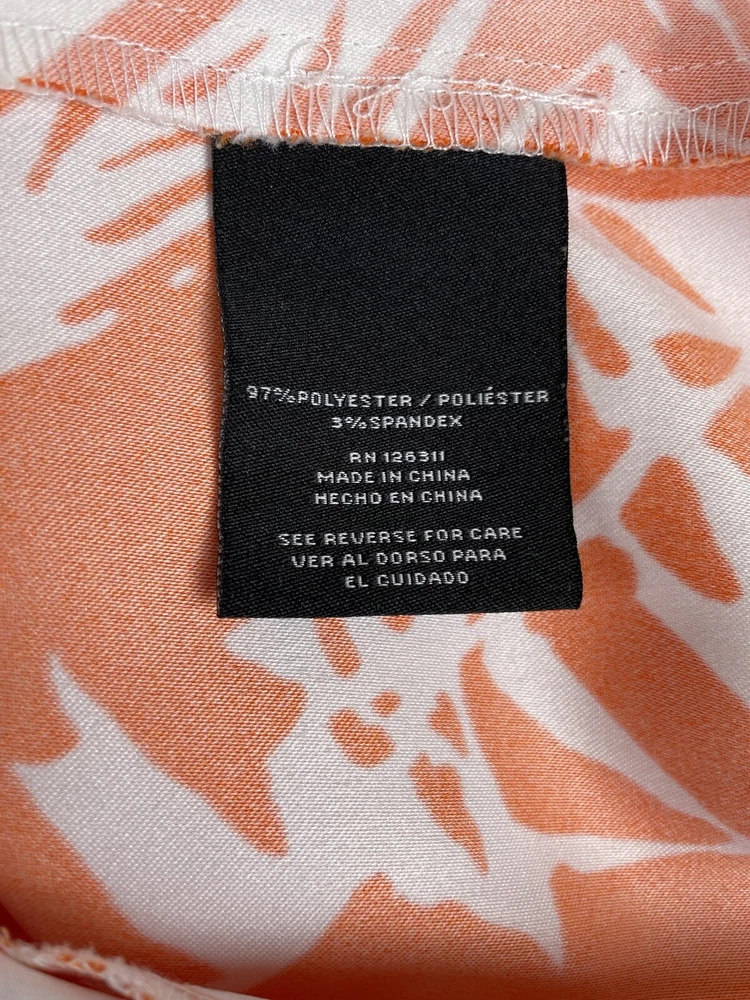 97%POLYESTER / POLIÉSTER
3%SPANDEX
RN 126311
MADE IN CHINA
HECHO EN CHINA
SEE REVERSE FOR CARE
VER AL DORSO PARA
EL CUIDADO